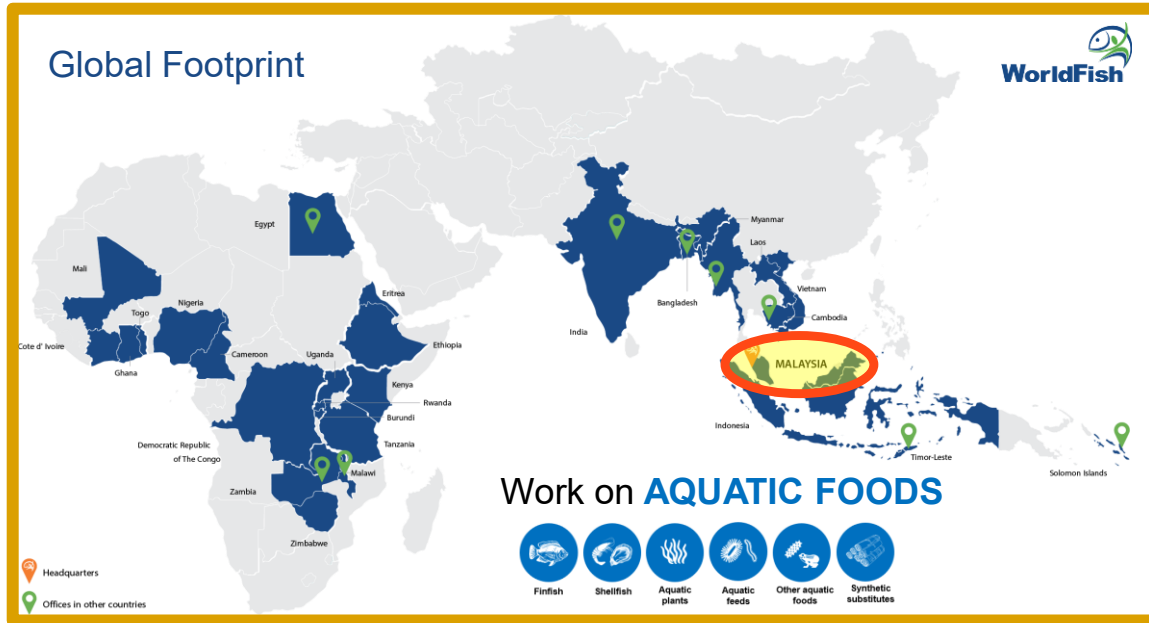 Global Footprint
WorldFish
Egypt
Mali
Nigeria
Togo
Cote d' Ivoire
Ghana
Cameroon
Uganda
Eritrea
Ethiopia
Kenya
Rwanda
Burundi
Tanzania
Democratic Republic
of The Congo
Malawi
Zambia
Zimbabwe
Myanmar
Laos
Bangladesh
Vietnam
India
Cambodia
MALAYSIA
Indonesia
Timor-Leste
Solomon Islands
Work on AQUATIC FOODS
Finfish
Shellfish
Aquatic
plants
Aquatic
feeds
Other aquatic
foods
Synthetic
substitutes
Headquarters
Offices in other countries